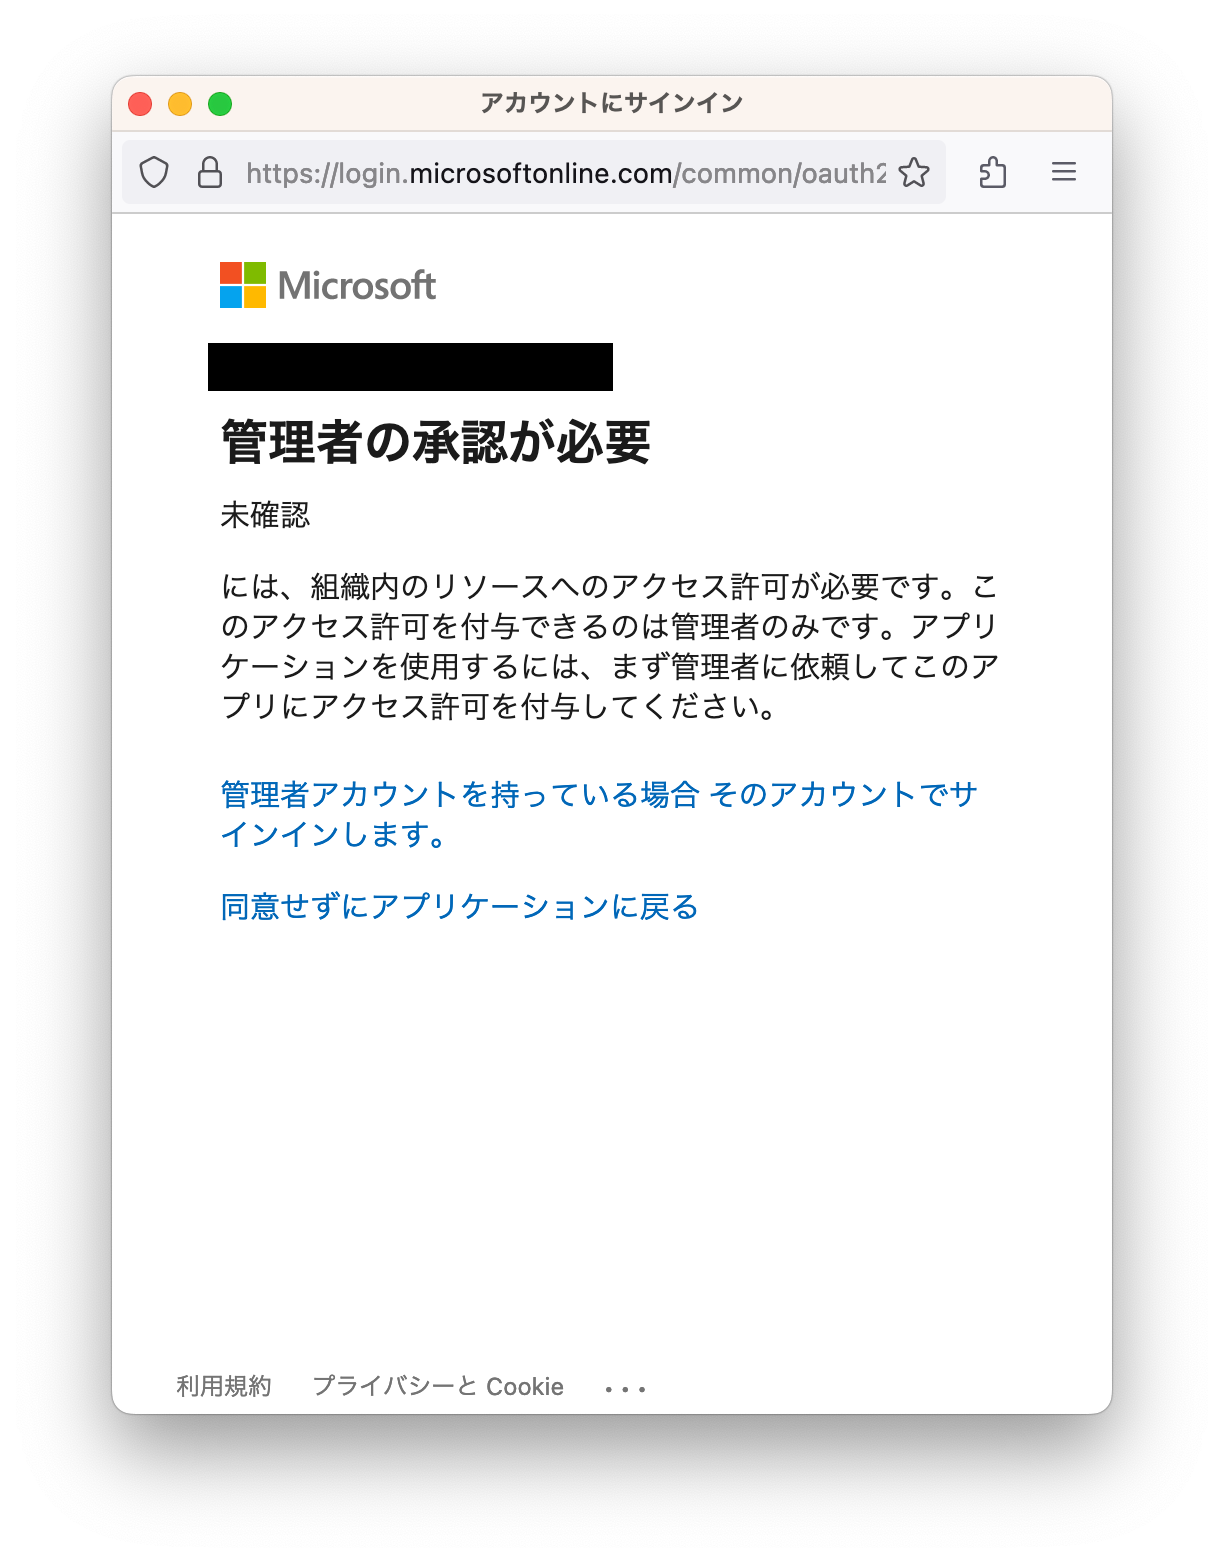 アカウントにサインイン
https://login.microsoftonline.com/common/oauth2
Microsoft
管理者の承認が必要
未確認
には、組織内のリソースへのアクセス許可が必要です。こ
のアクセス許可を付与できるのは管理者のみです。アプリ
ケーションを使用するには、まず管理者に依頼してこのア
プリにアクセス許可を付与してください。
管理者アカウントを持っている場合 そのアカウントでサ
インインします。
同意せずにアプリケーションに戻る
利用規約 プライバシーと Cookie ...